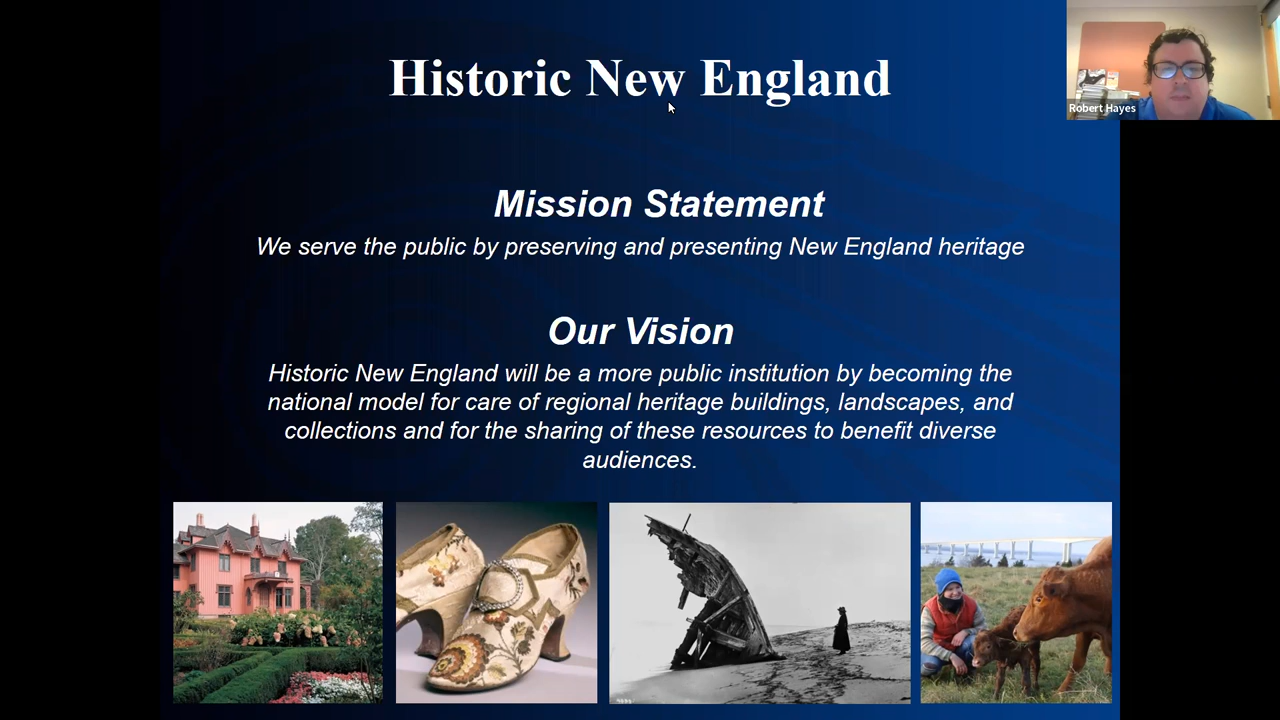 Historic New England
Robert Hayes
Mission Statement
We serve the public by preserving and presenting New England heritage
Our Vision
Historic New England will be a more public institution by becoming the
national model for care of regional heritage buildings, landscapes, and
collections and for the sharing of these resources to benefit diverse
audiences.